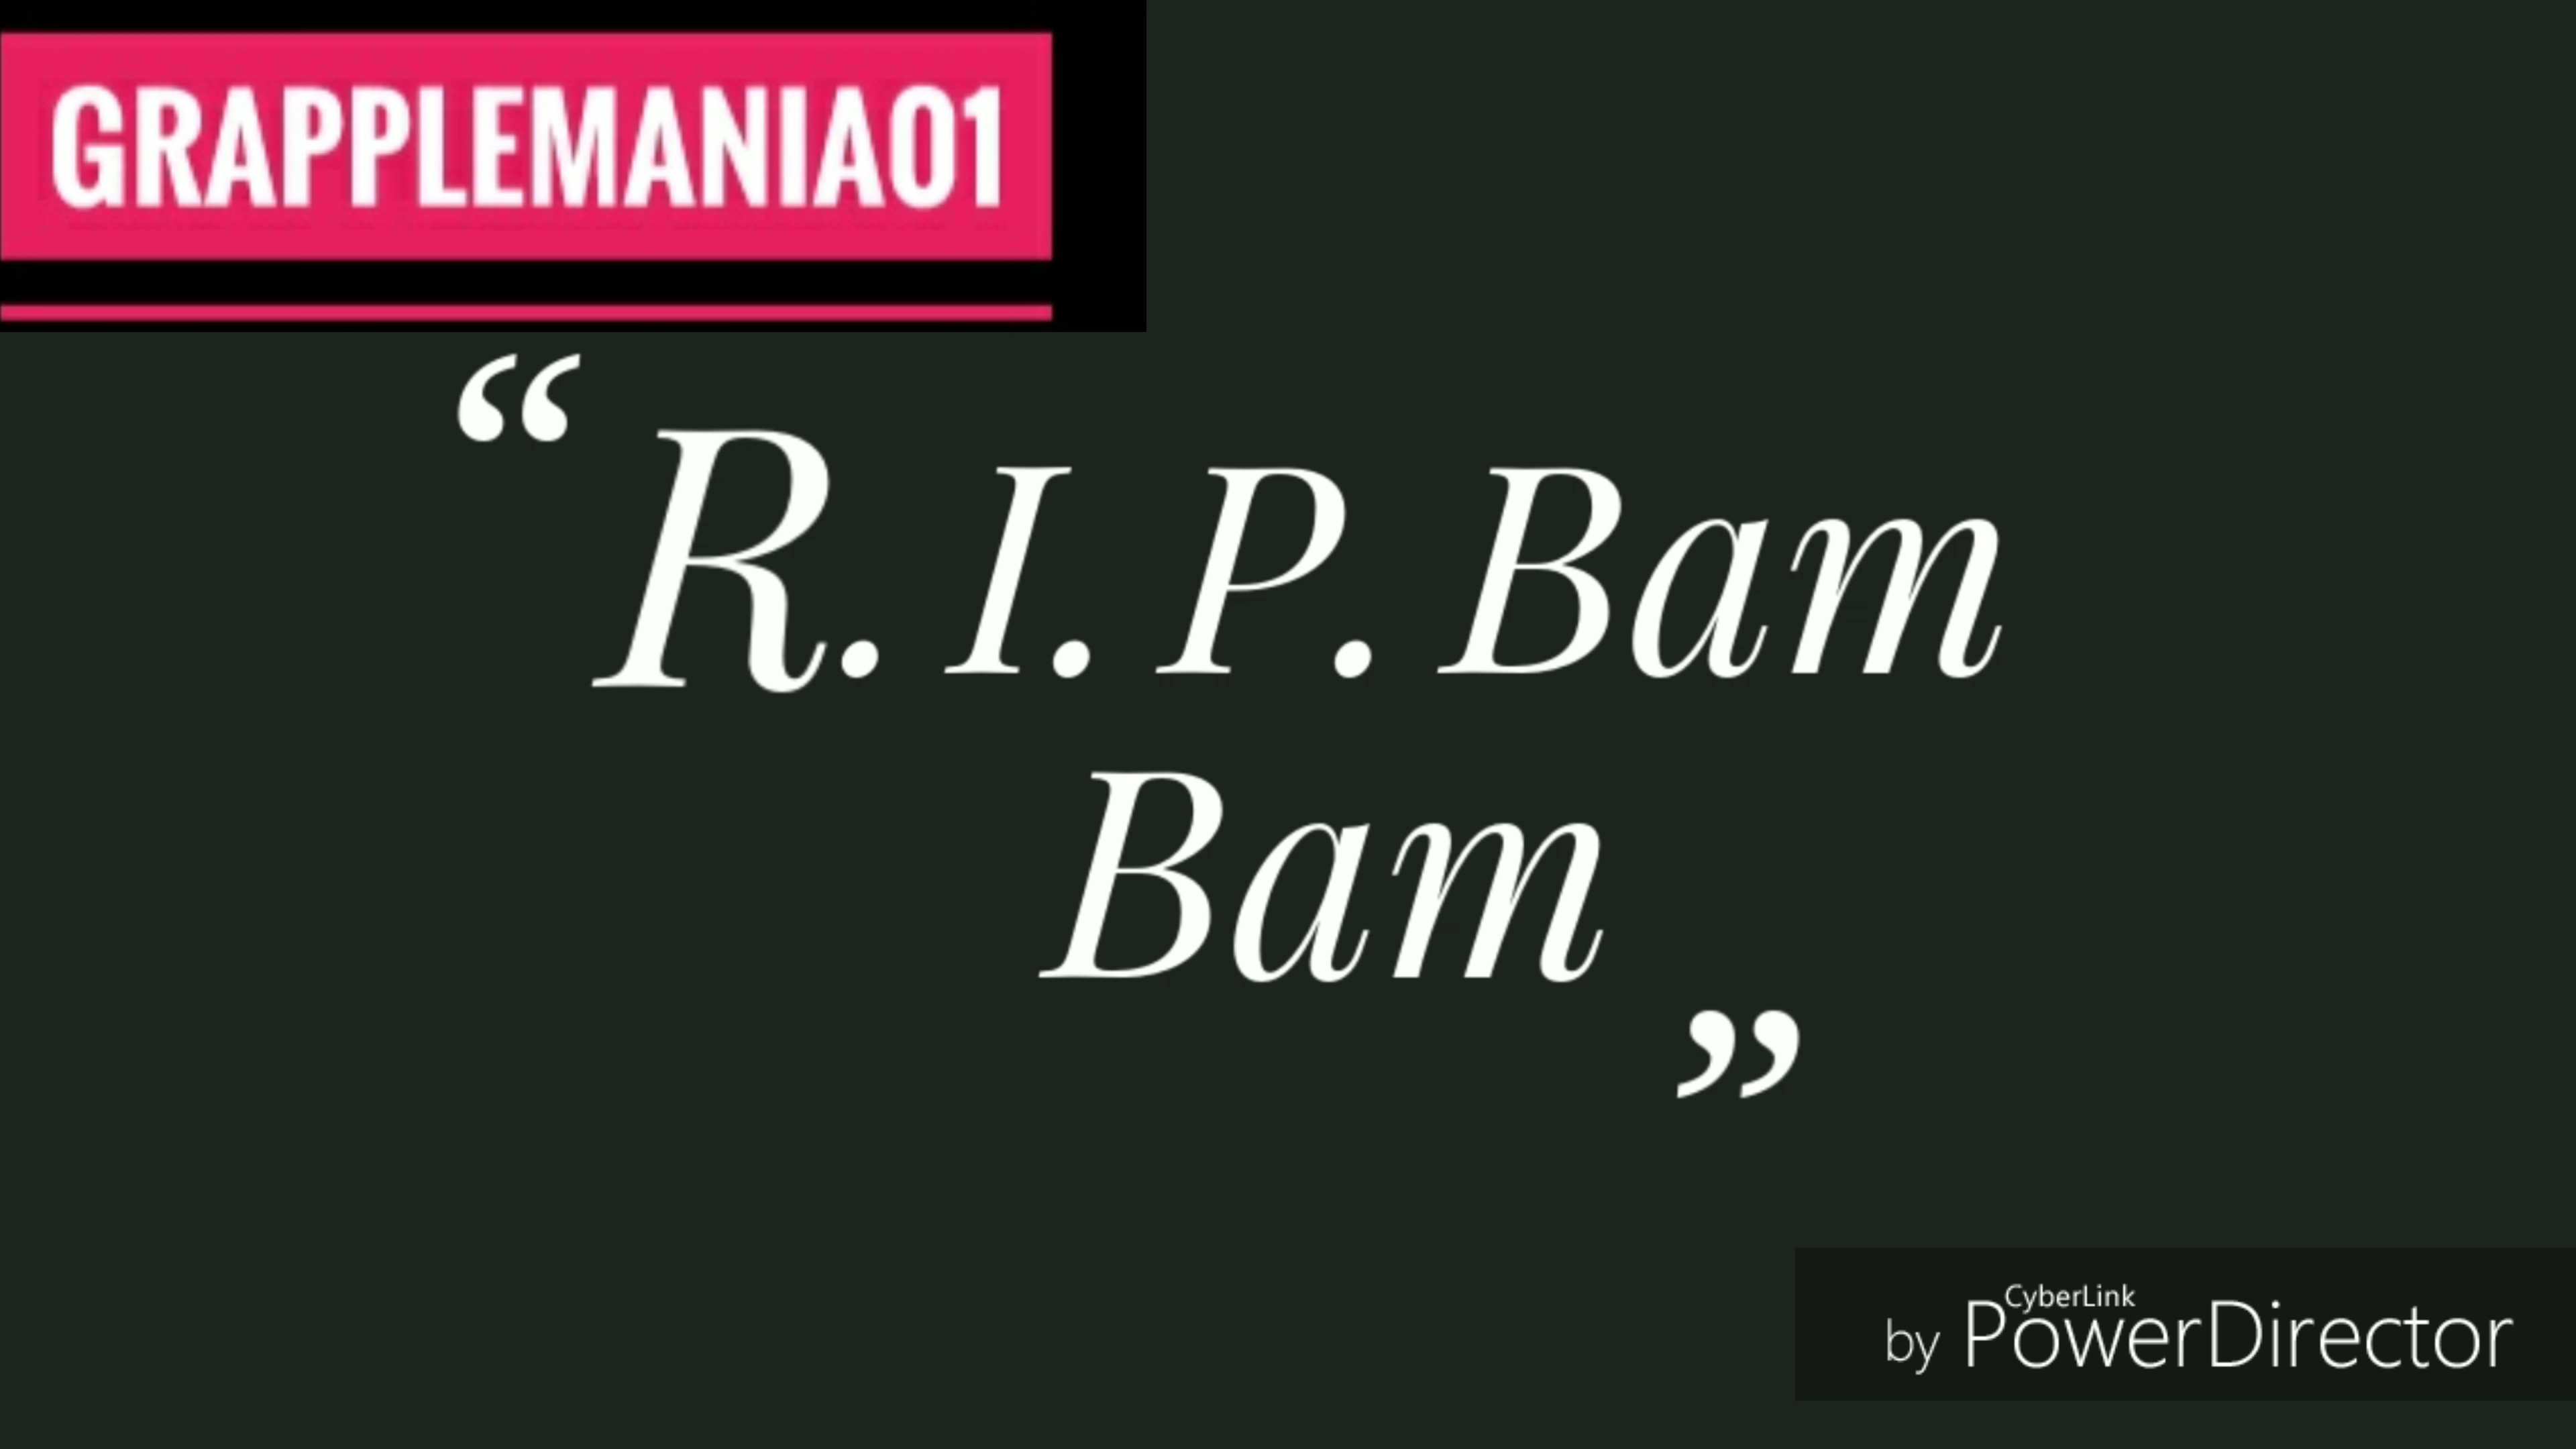 GRAPPLEMANIA01
“R. I. P. Bam
Bam”
by CyberLink PowerDirector